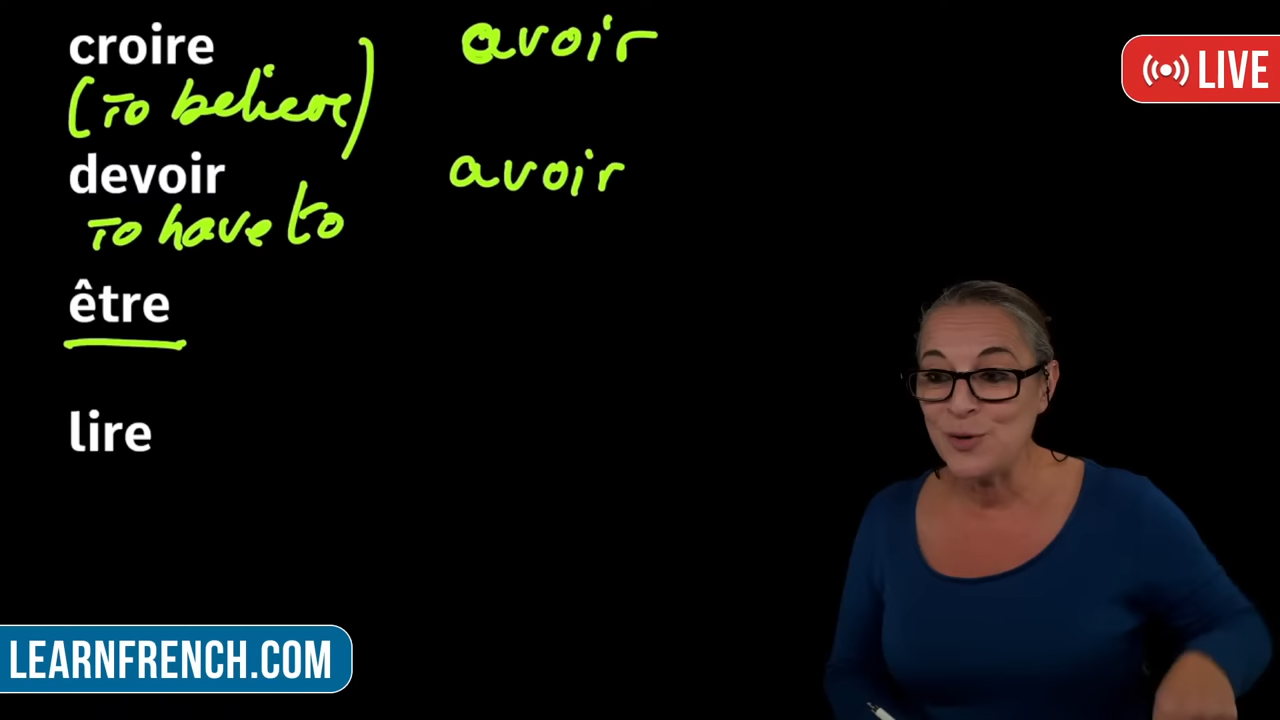 croire avoir
(To believe)
devoir avoir
To have to
être
lire
LIVE
LEARNFRENCH.COM